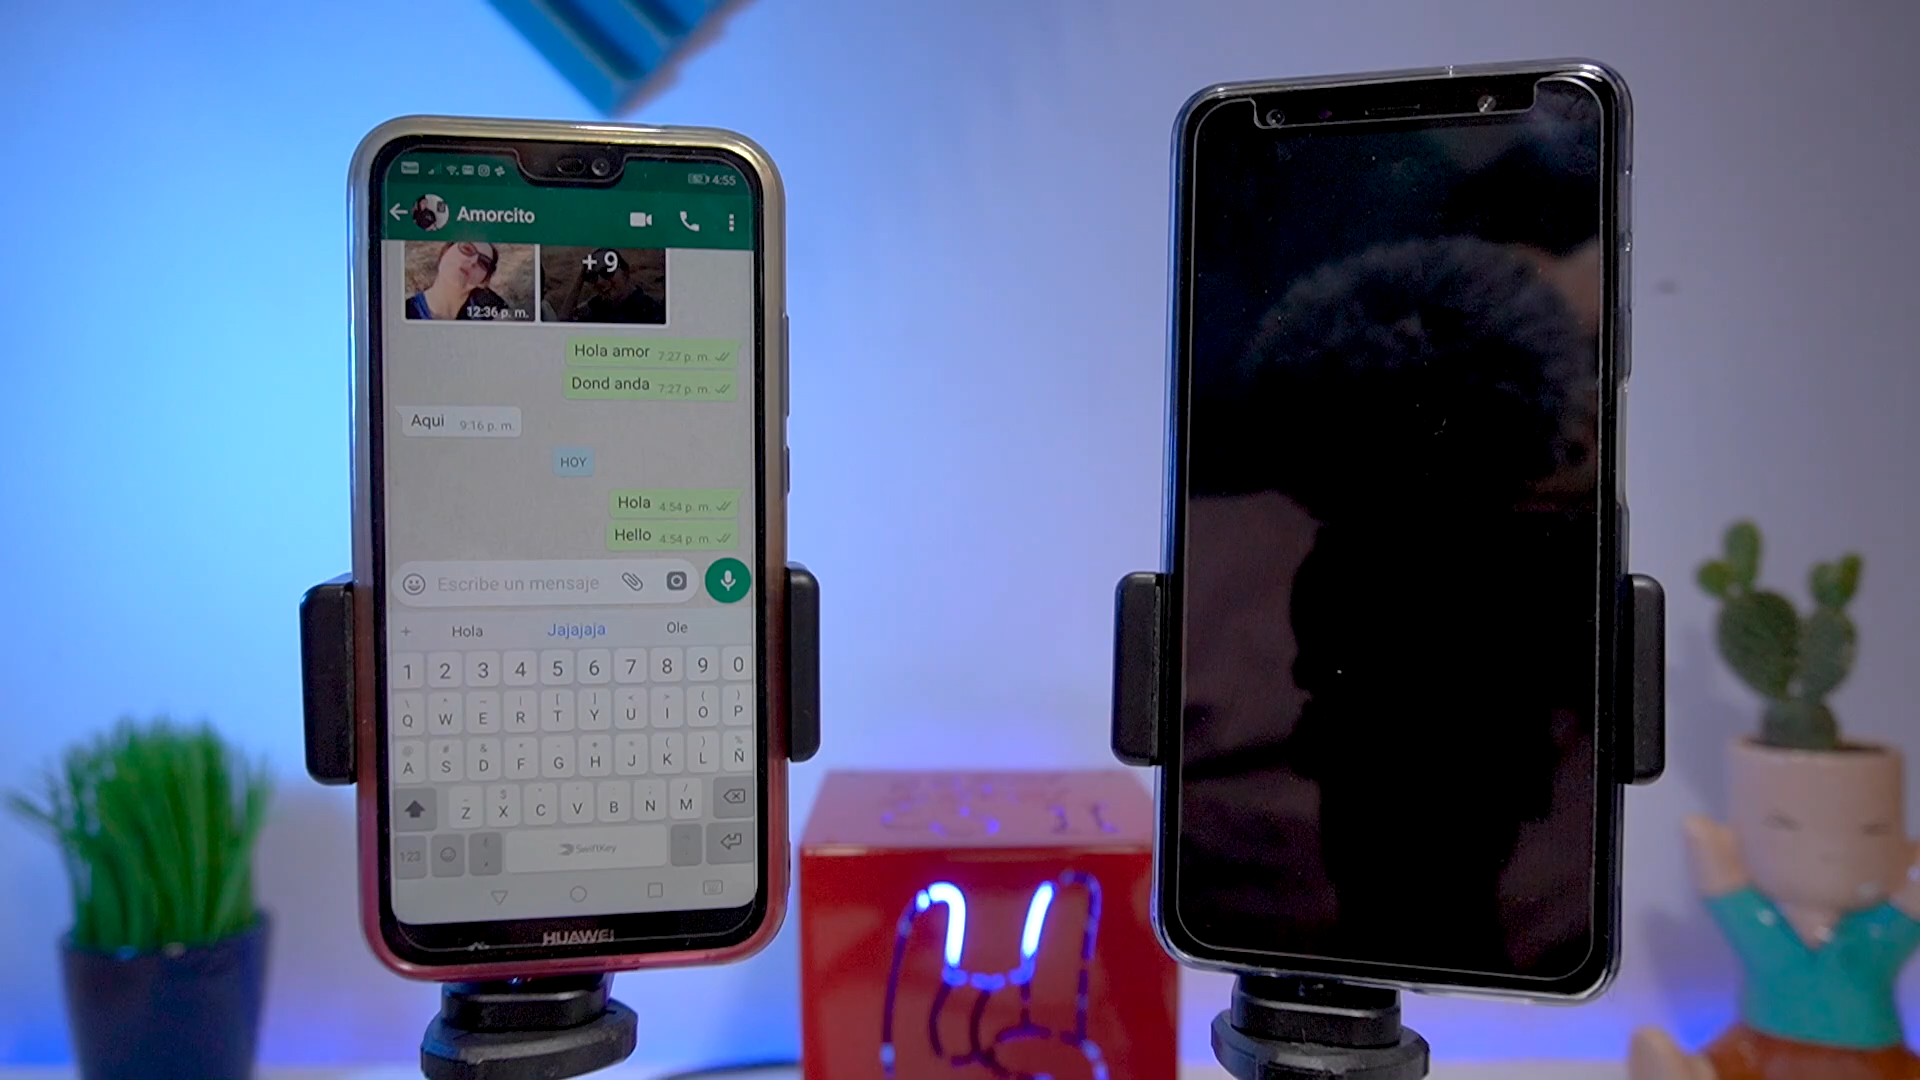 4:55
Amorcito
+9
12:36 p. m.
Hola amor 7:27 p. m.
Dond anda 7:27 p. m.
Aqui 9:16 p. m.
HOY
Hola 4:54 p. m.
Hello 4:54 p. m.
Escribe un mensaje
+ Hola Jajajaja Ole
1 2 3 4 5 6 7 8 9 0
Q W E R T Y U I O P
A S D F G H J K L Ñ
Z X C V B N M
123 SwiftKey
HUAWEI